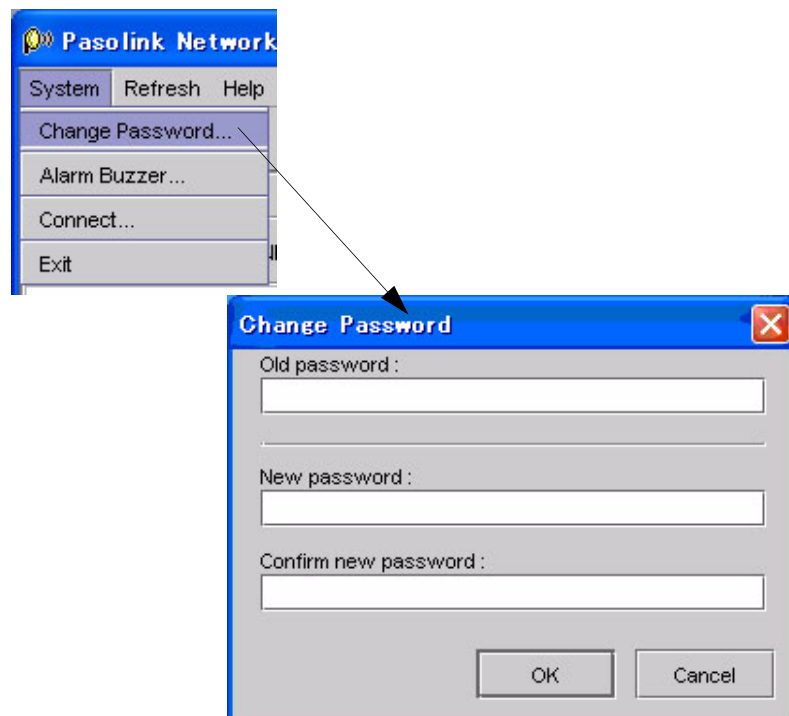 Pasolink Network
System Refresh Help
Change Password...
Alarm Buzzer...
Connect...
Exit
Change Password
Old password :
New password :
Confirm new password :
OK Cancel